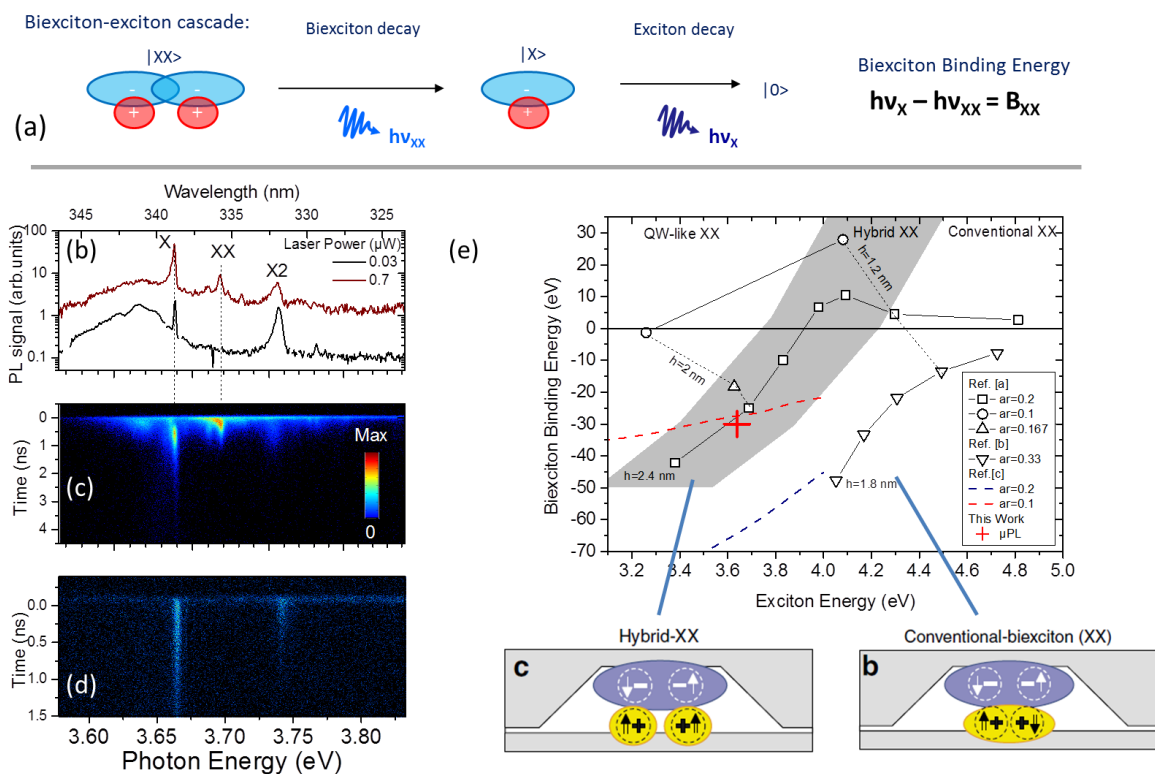 Biexciton-exciton cascade:
|XX>
Biexciton decay
|X>
Exciton decay
|0>
Biexciton Binding Energy
hνX – hνXX = BXX
- -
+ +
-
+
hνXX
hνX
(a)
Wavelength (nm)
345 340 335 330 325
(b)
X
XX
X2
Laser Power (µW)
0.03
0.7
PL signal (arb.units)
100
10
1
0.1
(c)
Max
0
Time (ns)
0
1
2
3
4
(d)
Time (ns)
0.0
0.5
1.0
1.5
3.60 3.65 3.70 3.75 3.80
Photon Energy (eV)
(e)
QW-like XX
Hybrid XX
Conventional XX
Biexciton Binding Energy (eV)
30
20
10
0
-10
-20
-30
-40
-50
-60
-70
h=1.2 nm
h=2 nm
h=2.4 nm
h=1.8 nm
Ref. [a]
ar=0.2
ar=0.1
ar=0.167
Ref. [b]
ar=0.33
Ref.[c]
ar=0.2
ar=0.1
This Work
µPL
3.2 3.4 3.6 3.8 4.0 4.2 4.4 4.6 4.8 5.0
Exciton Energy (eV)
Hybrid-XX
c
Conventional-biexciton (XX)
b